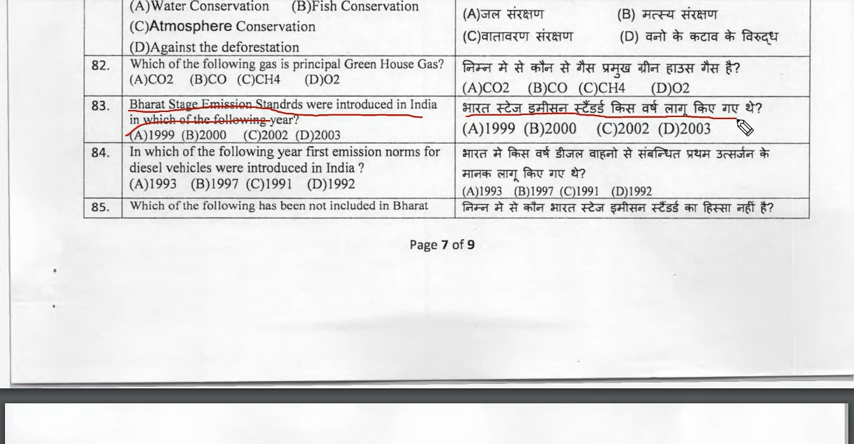 (A)Water Conservation (B)Fish Conservation
(C)Atmosphere Conservation
(D)Against the deforestation
(A)जल संरक्षण (B) मत्स्य संरक्षण
(C)वातावरण संरक्षण (D) वनो के कटाव के विरुद्ध
82. Which of the following gas is principal Green House Gas?
(A)CO2 (B)CO (C)CH4 (D)O2
निम्न मे से कौन से गैस प्रमुख ग्रीन हाउस गैस है?
(A)CO2 (B)CO (C)CH4 (D)O2
83. Bharat Stage Emission Standrds were introduced in India
in which of the following year?
(A)1999 (B)2000 (C)2002 (D)2003
भारत स्टेज इमीसन स्टैंडर्ड किस वर्ष लागू किए गए थे?
(A)1999 (B)2000 (C)2002 (D)2003
84. In which of the following year first emission norms for
diesel vehicles were introduced in India ?
(A)1993 (B)1997 (C)1991 (D)1992
भारत मे किस वर्ष डीजल वाहनो से संबन्धित प्रथम उत्सर्जन के
मानक लागू किए गए थे?
(A)1993 (B)1997 (C)1991 (D)1992
85. Which of the following has been not included in Bharat
निम्न मे से कौन भारत स्टेज इमीसन स्टैंडर्ड का हिस्सा नहीं है?
Page 7 of 9